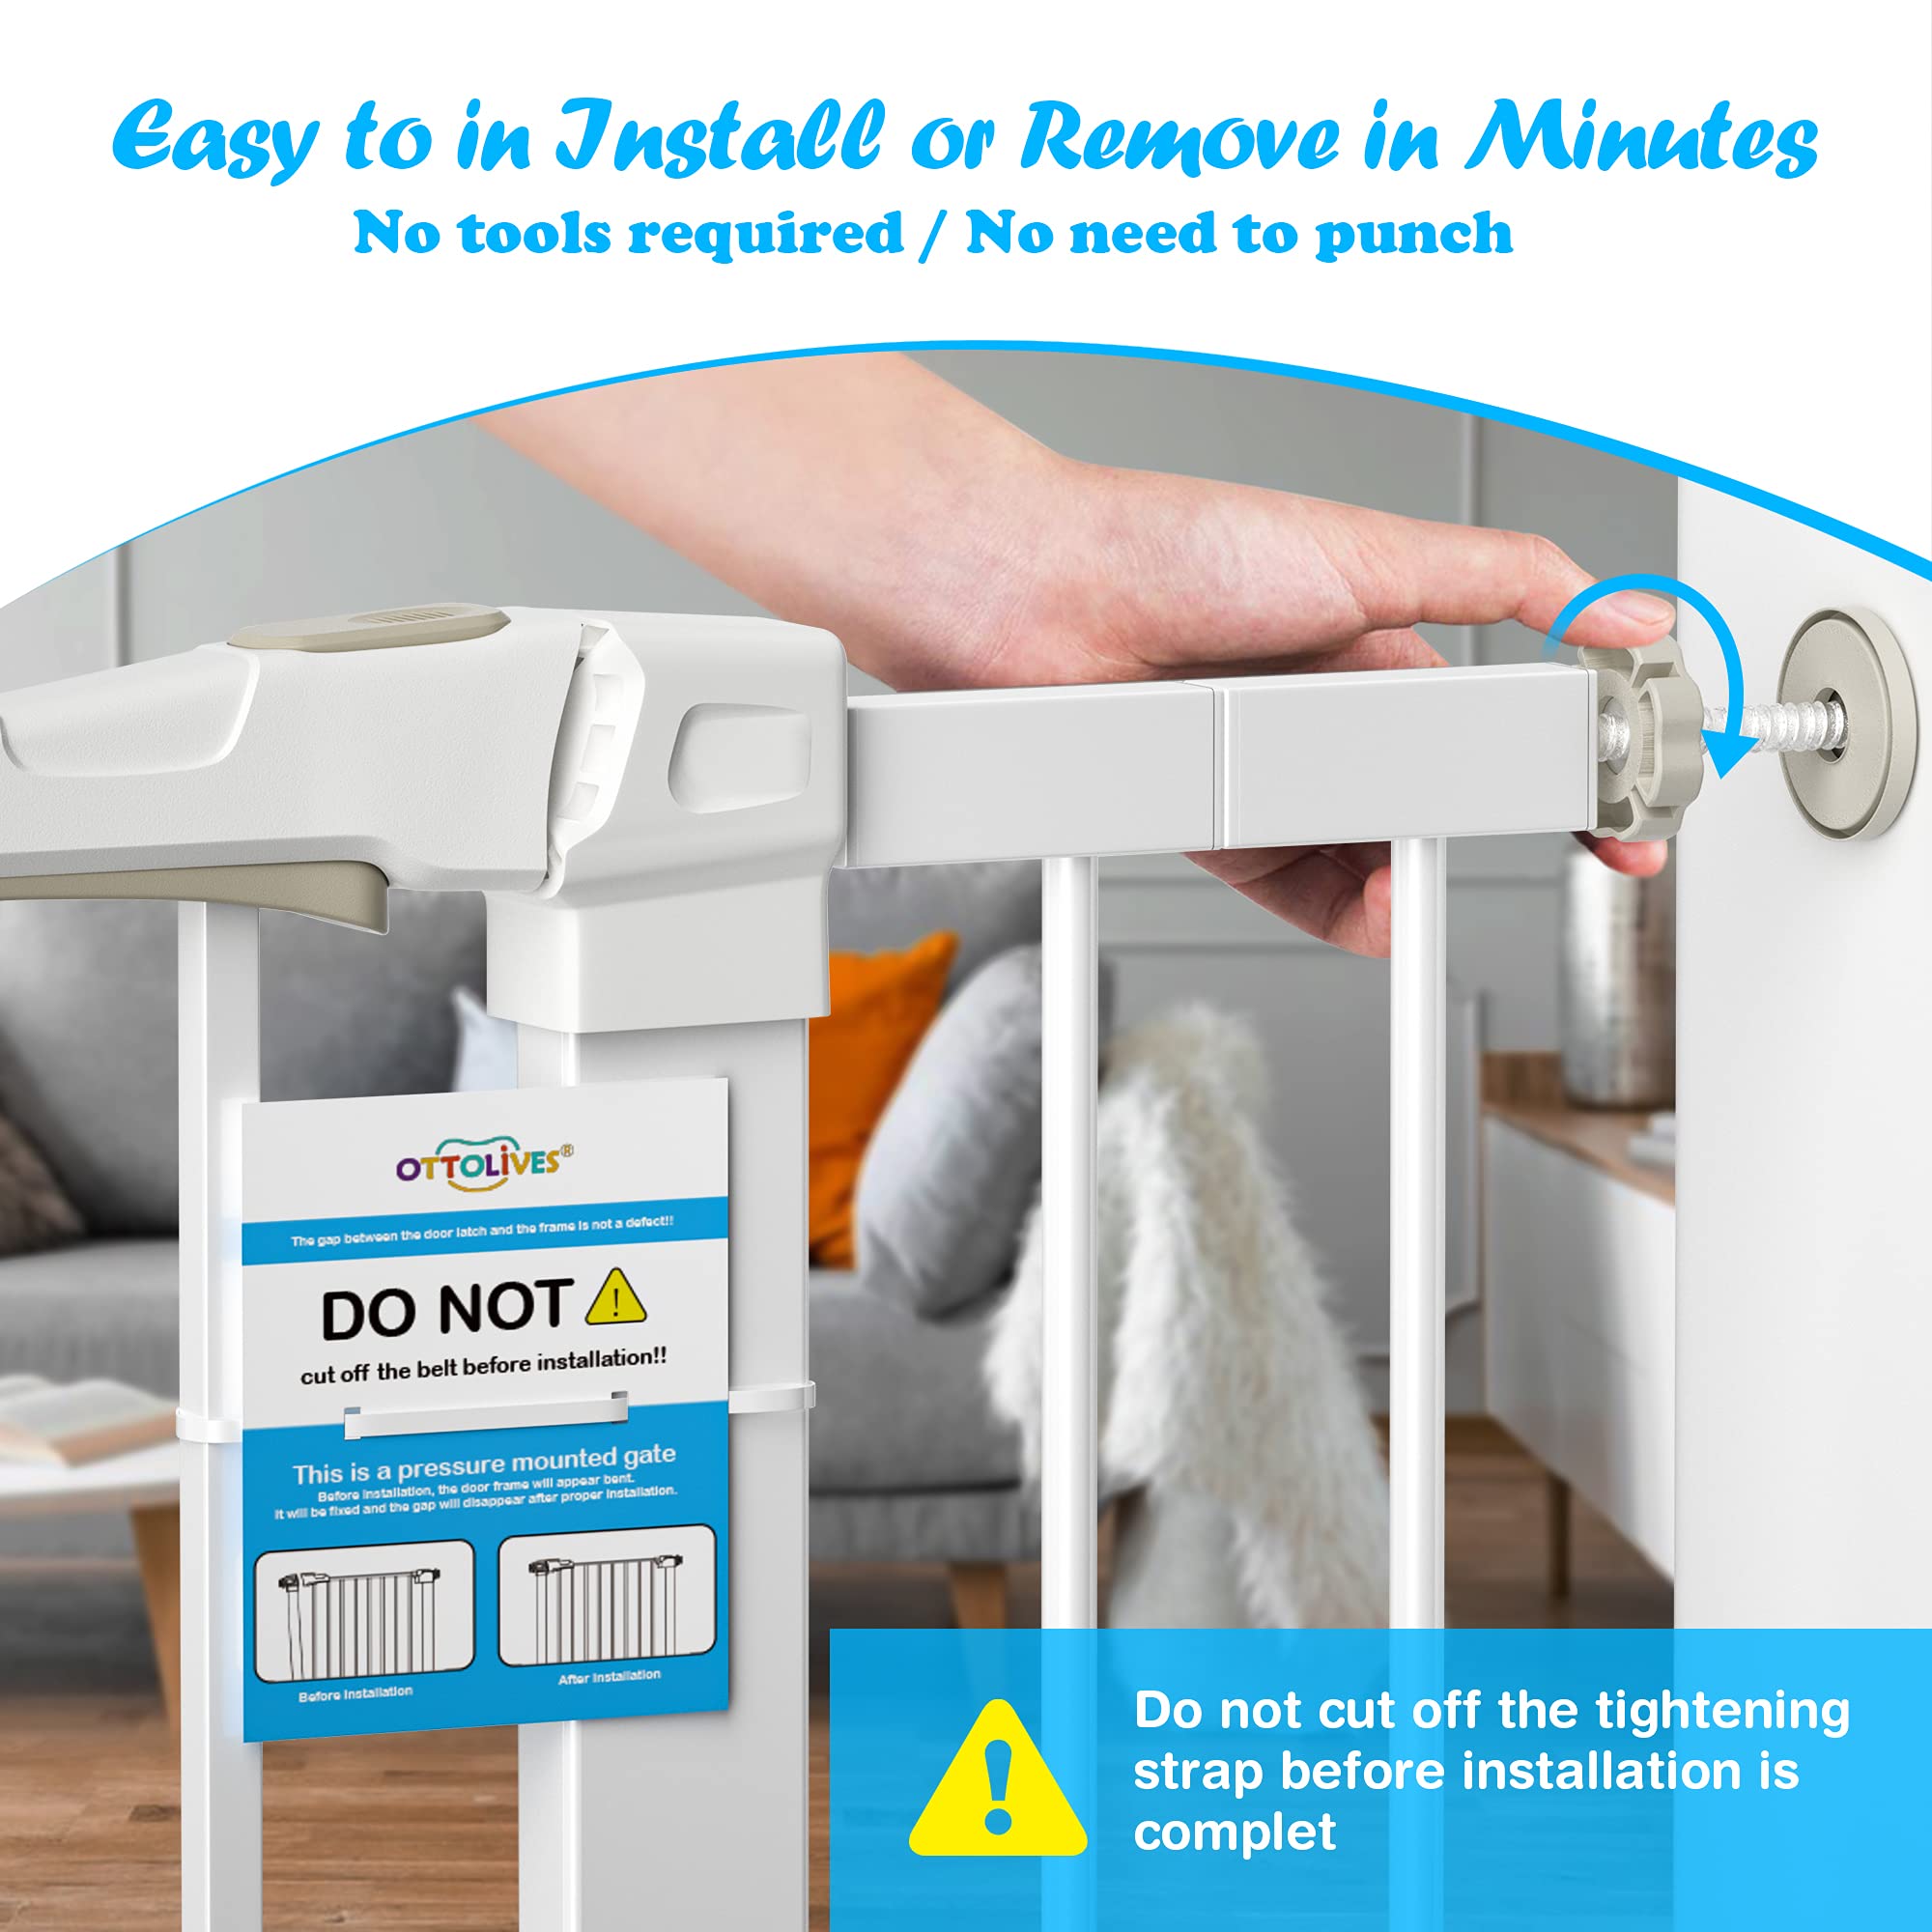 Easy to in Install or Remove in Minutes
No tools required / No need to punch
OTTOLiVES®
The gap between the door latch and the frame is not a defect!!
DO NOT
cut off the belt before installation!!
This is a pressure mounted gate
Before installation, the door frame will appear bent.
It will be fixed and the gap will disappear after proper installation.
Before Installation
After Installation
Do not cut off the tightening
strap before installation is
complet